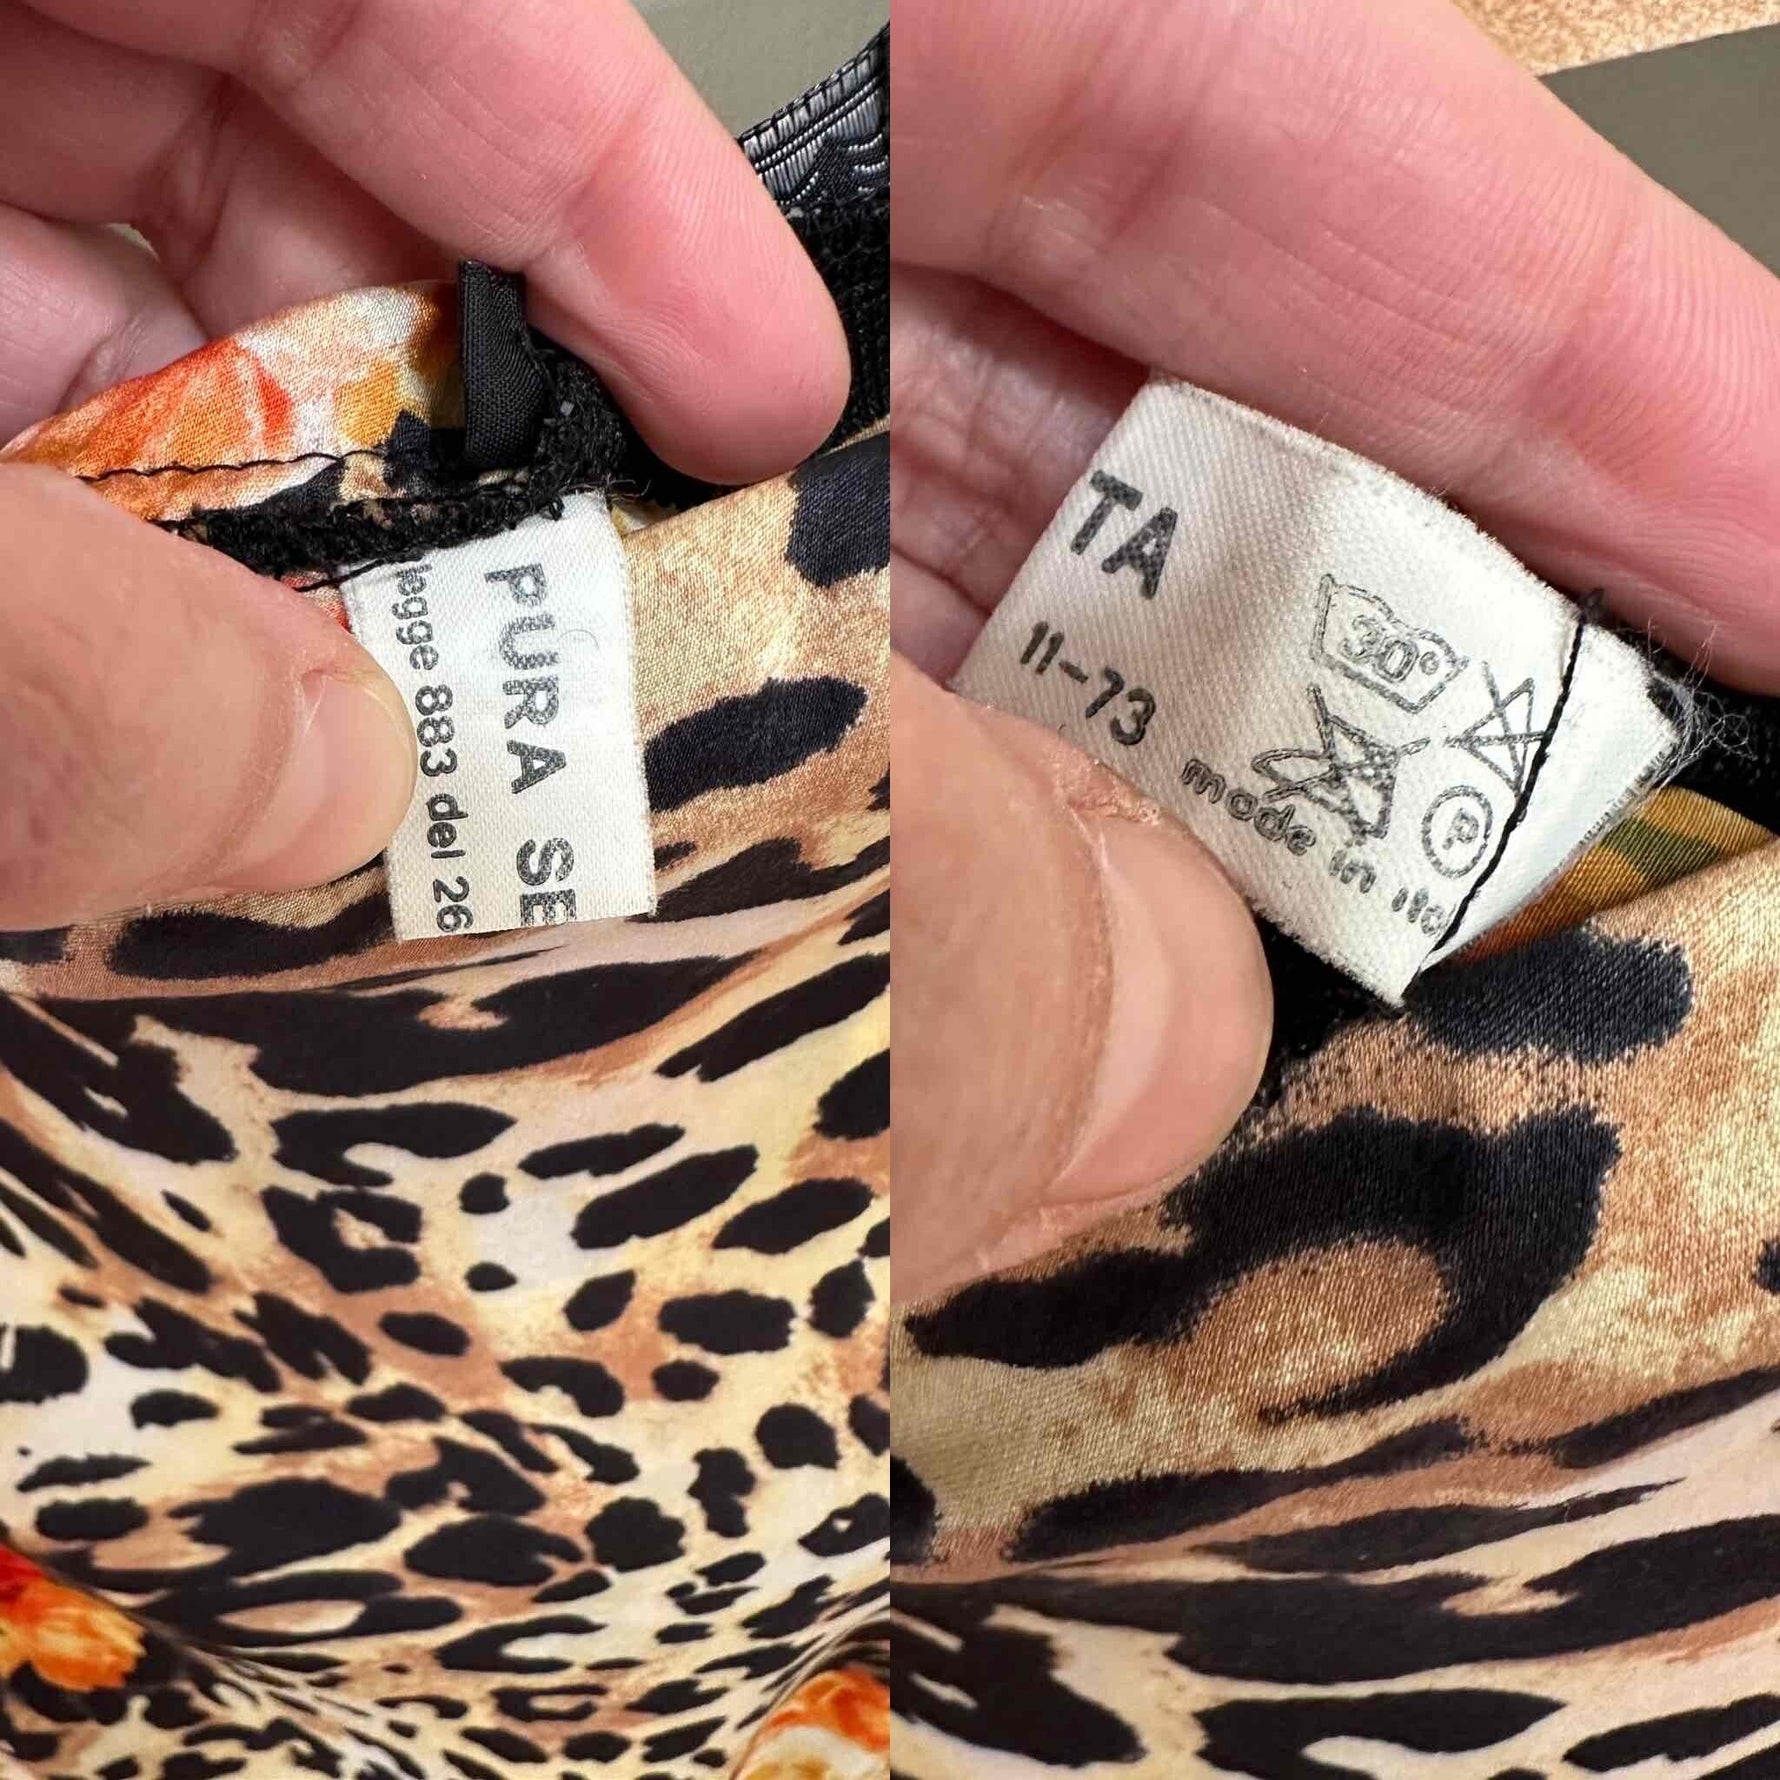 PURA SE
legge 883 del 26
TA
11-73
30°
P
made in ita